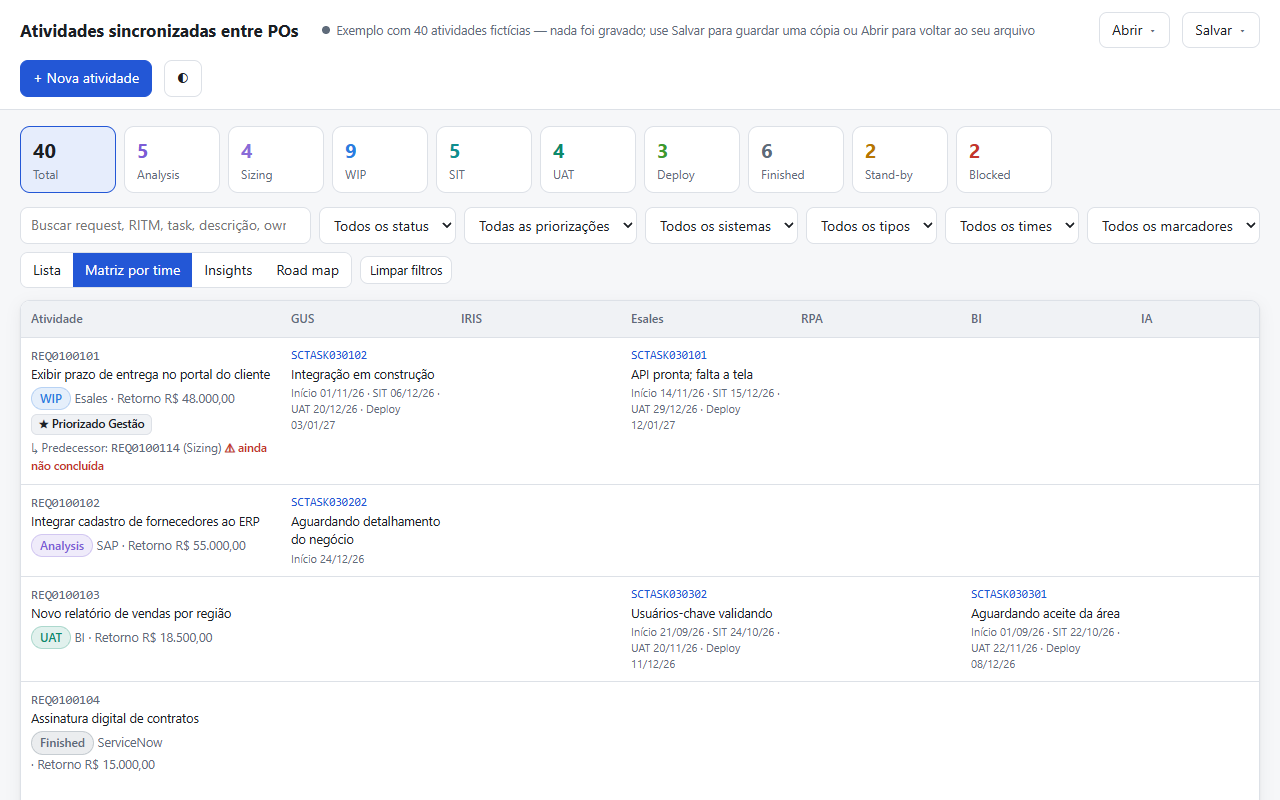 Atividades sincronizadas entre POs
Exemplo com 40 atividades fictícias — nada foi gravado; use Salvar para guardar uma cópia ou Abrir para voltar ao seu arquivo
Abrir
Salvar
+ Nova atividade
40
Total
5
Analysis
4
Sizing
9
WIP
5
SIT
4
UAT
3
Deploy
6
Finished
2
Stand-by
2
Blocked
Buscar request, RITM, task, descrição, owr
Todos os status
Todas as priorizações
Todos os sistemas
Todos os tipos
Todos os times
Todos os marcadores
Lista
Matriz por time
Insights
Road map
Limpar filtros
Atividade
GUS
IRIS
Esales
RPA
BI
IA
REQ0100101
Exibir prazo de entrega no portal do cliente
WIP Esales · Retorno R$ 48.000,00
★ Priorizado Gestão
↳ Predecessor: REQ0100114 (Sizing) ⚠ ainda
não concluída
SCTASK030102
Integração em construção
Início 01/11/26 · SIT 06/12/26 ·
UAT 20/12/26 · Deploy
03/01/27
SCTASK030101
API pronta; falta a tela
Início 14/11/26 · SIT 15/12/26 ·
UAT 29/12/26 · Deploy
12/01/27
REQ0100102
Integrar cadastro de fornecedores ao ERP
Analysis SAP · Retorno R$ 55.000,00
SCTASK030202
Aguardando detalhamento
do negócio
Início 24/12/26
REQ0100103
Novo relatório de vendas por região
UAT BI · Retorno R$ 18.500,00
SCTASK030302
Usuários-chave validando
Início 21/09/26 · SIT 24/10/26 ·
UAT 20/11/26 · Deploy
11/12/26
SCTASK030301
Aguardando aceite da área
Início 01/09/26 · SIT 22/10/26 ·
UAT 22/11/26 · Deploy
08/12/26
REQ0100104
Assinatura digital de contratos
Finished ServiceNow
· Retorno R$ 15.000,00